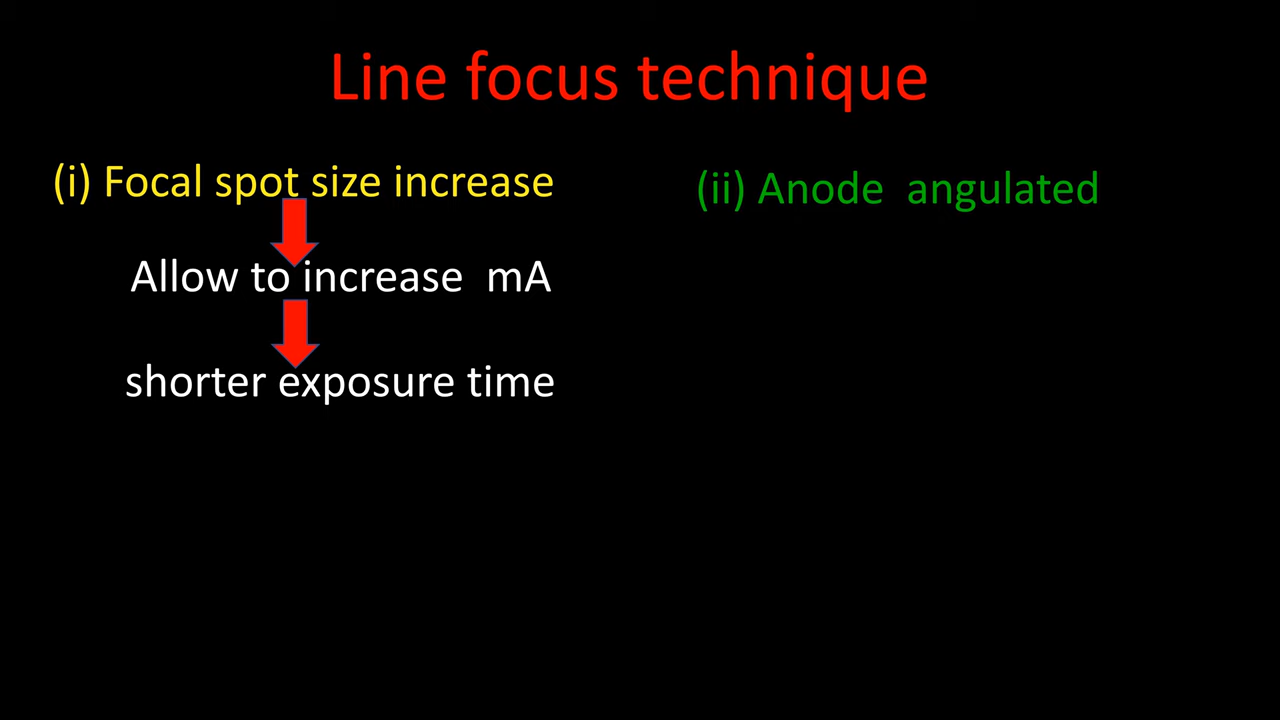 Line focus technique
(i) Focal spot size increase
Allow to increase mA
shorter exposure time
(ii) Anode angulated